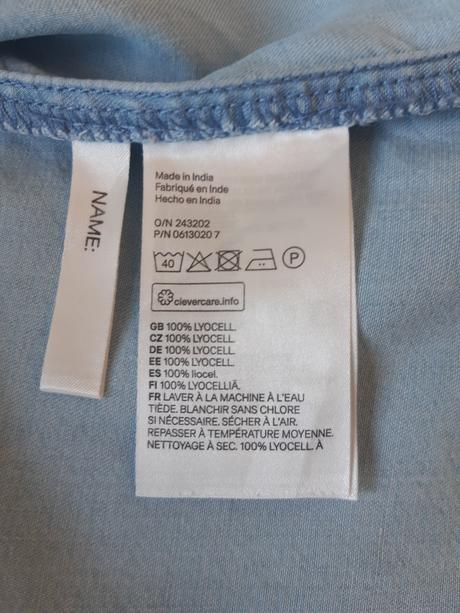 NAME:
Made in India
Fabriqué en Inde
Hecho en India
O/N 243202
P/N 0613020 7
40 P
clevercare.info
GB 100% LYOCELL.
CZ 100% LYOCELL.
DE 100% LYOCELL.
EE 100% LYOCELL.
ES 100% liocel.
FI 100% LYOCELLIÄ.
FR LAVER À LA MACHINE À L'EAU
TIÈDE. BLANCHIR SANS CHLORE
SI NÉCESSAIRE. SÉCHER À L'AIR.
REPASSER À TEMPÉRATURE MOYENNE.
NETTOYAGE À SEC. 100% LYOCELL. À